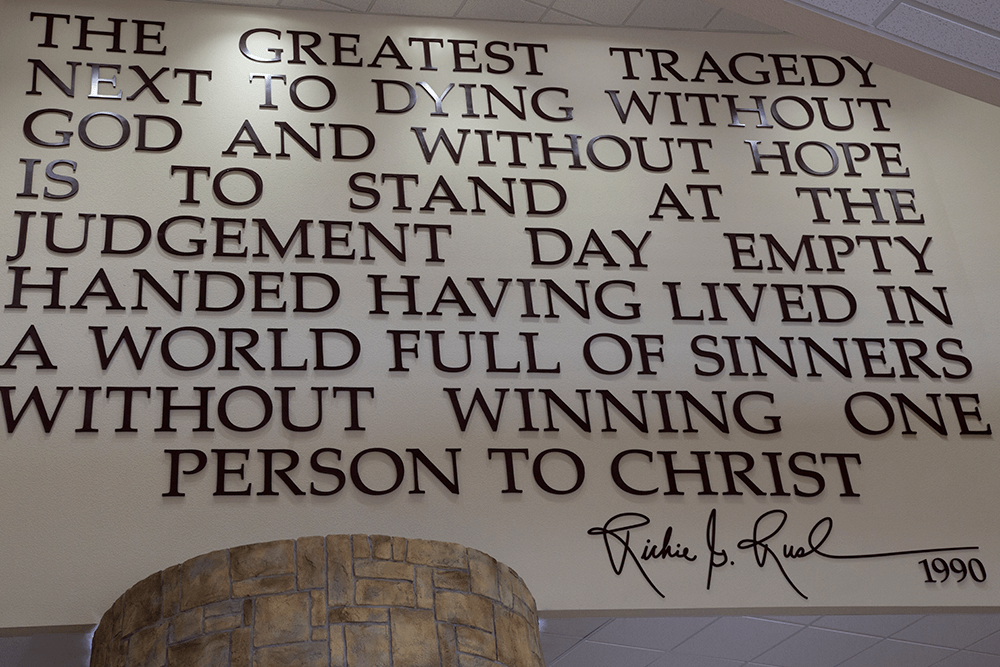 THE GREATEST TRAGEDY
NEXT TO DYING WITHOUT
GOD AND WITHOUT HOPE
IS TO STAND AT THE
JUDGEMENT DAY EMPTY
HANDED HAVING LIVED IN
A WORLD FULL OF SINNERS
WITHOUT WINNING ONE
PERSON TO CHRIST
Richie G.
1990